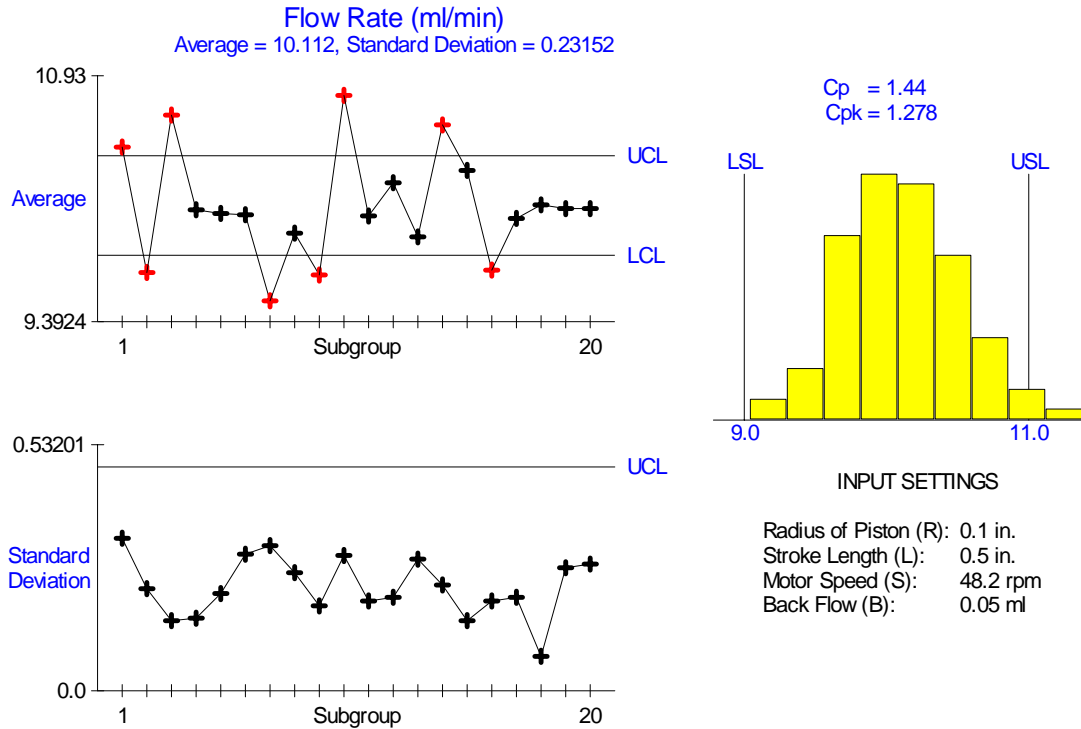 Flow Rate (ml/min)
Average = 10.112, Standard Deviation = 0.23152
10.93
UCL
Average
LCL
9.3924
1
Subgroup
20
0.53201
UCL
Standard
Deviation
0.0
1
Subgroup
20
Cp = 1.44
Cpk = 1.278
LSL
USL
9.0
11.0
INPUT SETTINGS
Radius of Piston (R): 0.1 in.
Stroke Length (L): 0.5 in.
Motor Speed (S): 48.2 rpm
Back Flow (B): 0.05 ml